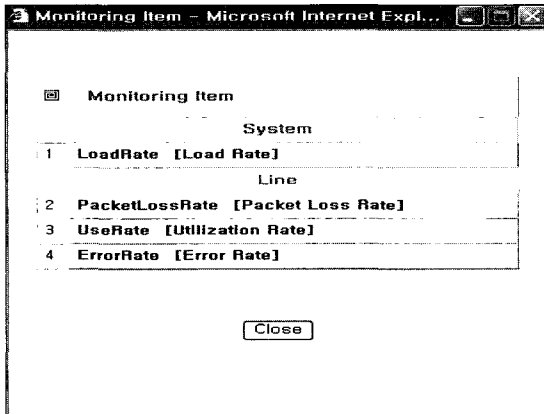 Monitoring Item - Microsoft Internet Expl...
Monitoring Item
System
1 LoadRate [Load Rate]
Line
2 PacketLossRate [Packet Loss Rate]
3 UseRate [Utilization Rate]
4 ErrorRate [Error Rate]
Close